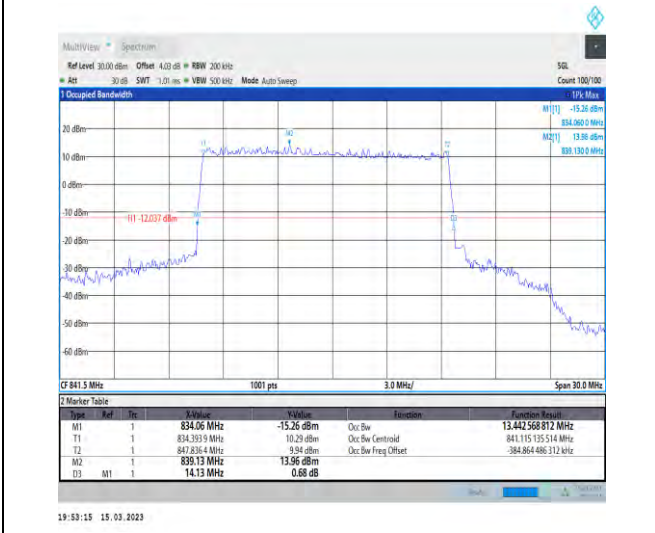 MultiView Spectrum
Ref Level 30.00 dBm Offset 4.03 dB RBW 200 kHz SGL
Att 30 dB SWT 1.01 ms VBW 500 kHz Mode Auto Sweep Count 100/100
1 Occupied Bandwidth 1Pk Max
M1[1] -15.26 dBm
834.060 0 MHz
M2[1] 13.96 dBm
839.130 0 MHz
20 dBm
M2
T1
T2
10 dBm
0 dBm
-10 dBm
H1 -12.037 dBm
M1
D3
-20 dBm
-30 dBm
-40 dBm
-50 dBm
-60 dBm
CF 841.5 MHz 1001 pts 3.0 MHz/ Span 30.0 MHz
2 Marker Table
Type Ref Trc X-Value Y-Value Function Function Result
M1 1 834.06 MHz -15.26 dBm Occ Bw 13.442 568 812 MHz
T1 1 834.393 9 MHz 10.29 dBm Occ Bw Centroid 841.115 135 514 MHz
T2 1 847.836 4 MHz 9.94 dBm Occ Bw Freq Offset -384.864 486 312 kHz
M2 1 839.13 MHz 13.96 dBm
D3 M1 1 14.13 MHz 0.68 dB
19:53:15 15.03.2023